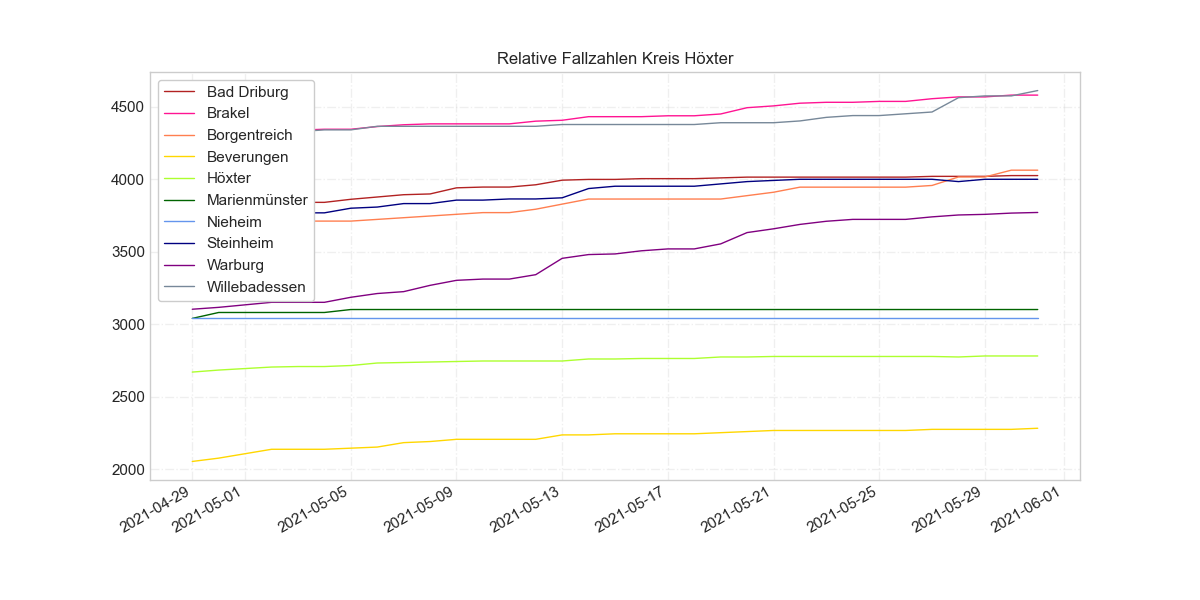 Relative Fallzahlen Kreis Höxter
Bad Driburg
Brakel
Borgentreich
Beverungen
Höxter
Marienmünster
Nieheim
Steinheim
Warburg
Willebadessen
4500
4000
3500
3000
2500
2000
2021-04-29
2021-05-01
2021-05-05
2021-05-09
2021-05-13
2021-05-17
2021-05-21
2021-05-25
2021-05-29
2021-06-01